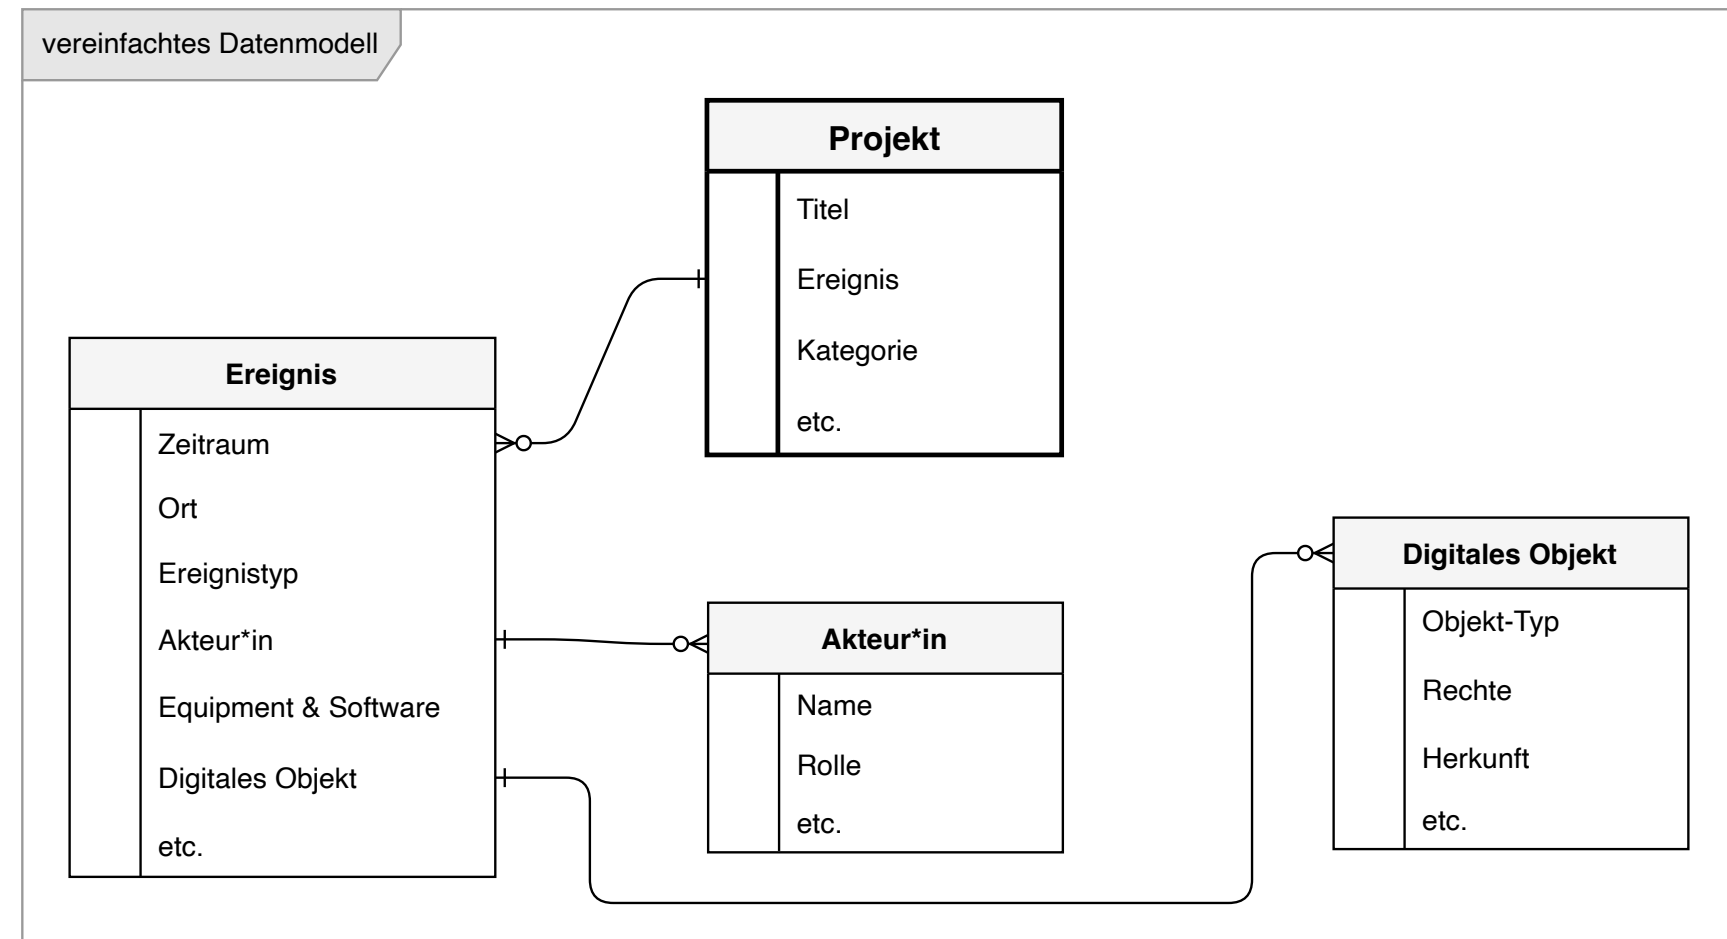 vereinfachtes Datenmodell
Projekt
Titel
Ereignis
Kategorie
etc.
Ereignis
Zeitraum
Ort
Ereignistyp
Akteur*in
Equipment & Software
Digitales Objekt
etc.
Akteur*in
Name
Rolle
etc.
Digitales Objekt
Objekt-Typ
Rechte
Herkunft
etc.